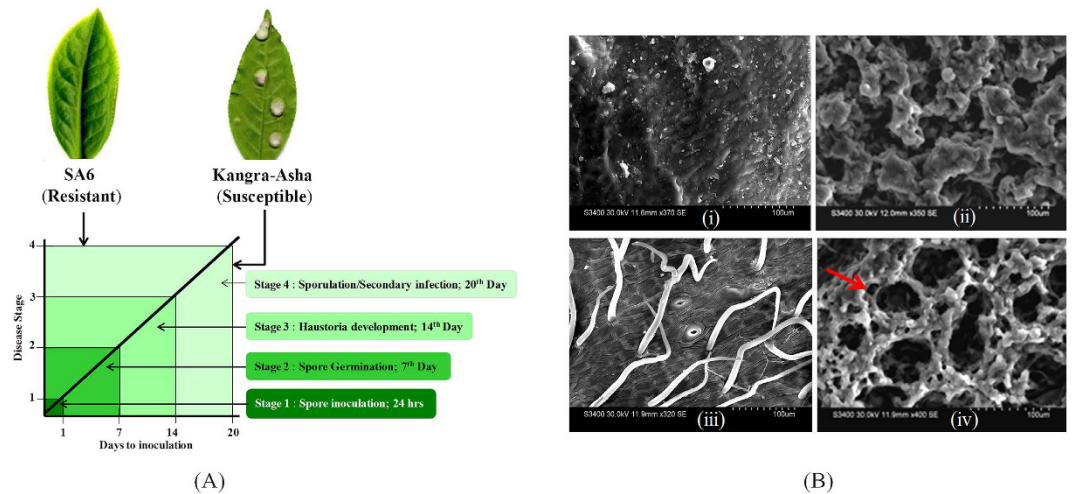 SA6
(Resistant)
Kangra-Asha
(Susceptible)
Disease Stage
4
3
2
1
Stage 4 : Sporulation/Secondary infection; 20th Day
Stage 3 : Haustoria development; 14th Day
Stage 2 : Spore Germination; 7th Day
Stage 1 : Spore inoculation; 24 hrs
1 7 14 20
Days to inoculation
(A)
B)
S3400 30.0kV 11.6mm x370 SE 100um
(i)
S3400 30.0kV 12.0mm x350 SE 100um
(ii)
S3400 30.0kV 11.9mm x320 SE 100um
(iii)
S3400 30.0kV 11.9mm x400 SE 100um
(iv)
(B)